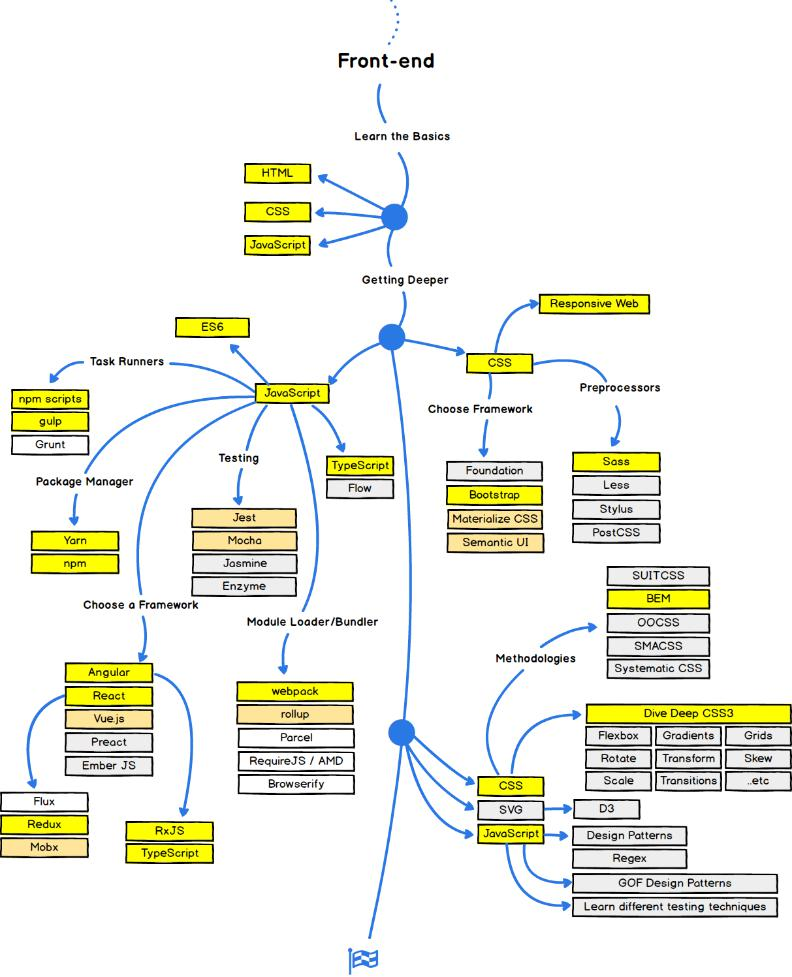 Front-end
Learn the Basics
HTML
CSS
JavaScript
Getting Deeper
Responsive Web
ES6
Task Runners
CSS
Preprocessors
JavaScript
npm scripts
gulp
Grunt
Choose Framework
Testing
TypeScript
Flow
Package Manager
Foundation
Bootstrap
Materialize CSS
Semantic UI
Sass
Less
Stylus
PostCSS
Yarn
npm
Jest
Mocha
Jasmine
Enzyme
SUITCSS
BEM
OOCSS
SMACSS
Systematic CSS
Choose a Framework
Module Loader/Bundler
Methodologies
Angular
React
Vue.js
Preact
Ember JS
webpack
rollup
Parcel
RequireJS / AMD
Browserify
Dive Deep CSS3
Flexbox Gradients Grids
Rotate Transform Skew
Scale Transitions ..etc
Flux
Redux
Mobx
RxJS
TypeScript
CSS
SVG
D3
JavaScript
Design Patterns
Regex
GOF Design Patterns
Learn different testing techniques